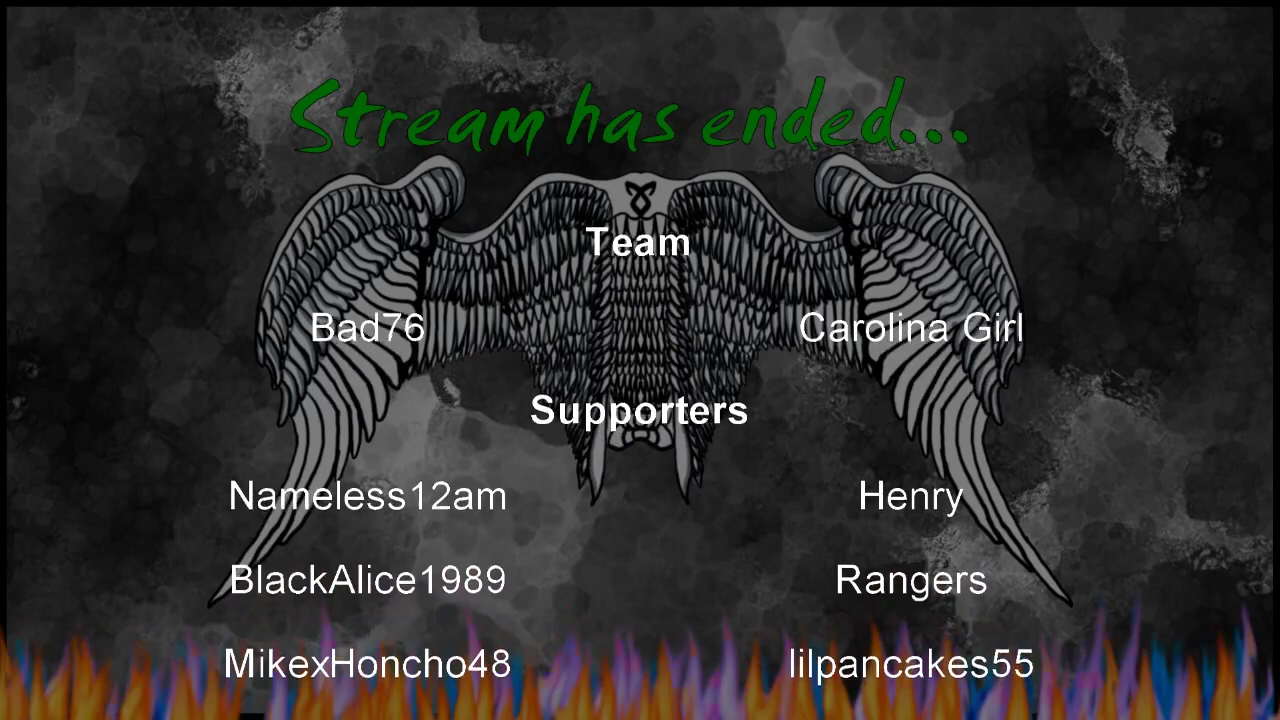 Stream has ended...
Team
Bad76 Carolina Girl
Supporters
Nameless12am Henry
BlackAlice1989 Rangers
MikexHoncho48 lilpancakes55